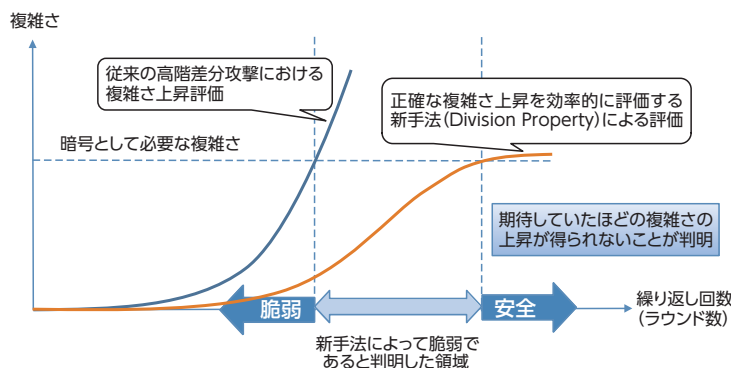 複雑さ
従来の高階差分攻撃における
複雑さ上昇評価
正確な複雑さ上昇を効率的に評価する
新手法(Division Property)による評価
暗号として必要な複雑さ
期待していたほどの複雑さの
上昇が得られないことが判明
脆弱
安全
繰り返し回数
(ラウンド数)
新手法によって脆弱で
あると判明した領域